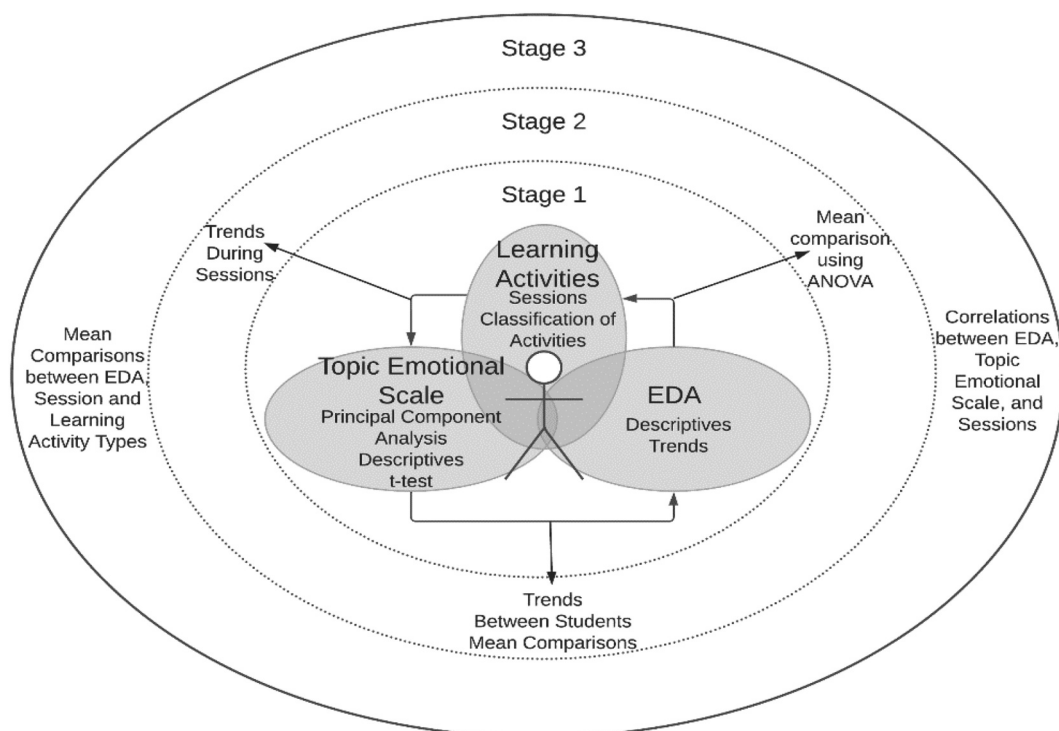 Stage 3
Stage 2
Stage 1
Trends
During
Sessions
Mean
comparison
using
ANOVA
Learning
Activities
Sessions
Classification of
Activities
Mean
Comparisons
between EDA,
Session and
Learning
Activity Types
Topic Emotional
Scale
Principal Component
Analysis
Descriptives
t-test
EDA
Descriptives
Trends
Correlations
between EDA,
Topic
Emotional
Scale, and
Sessions
Trends
Between Students
Mean Comparisons